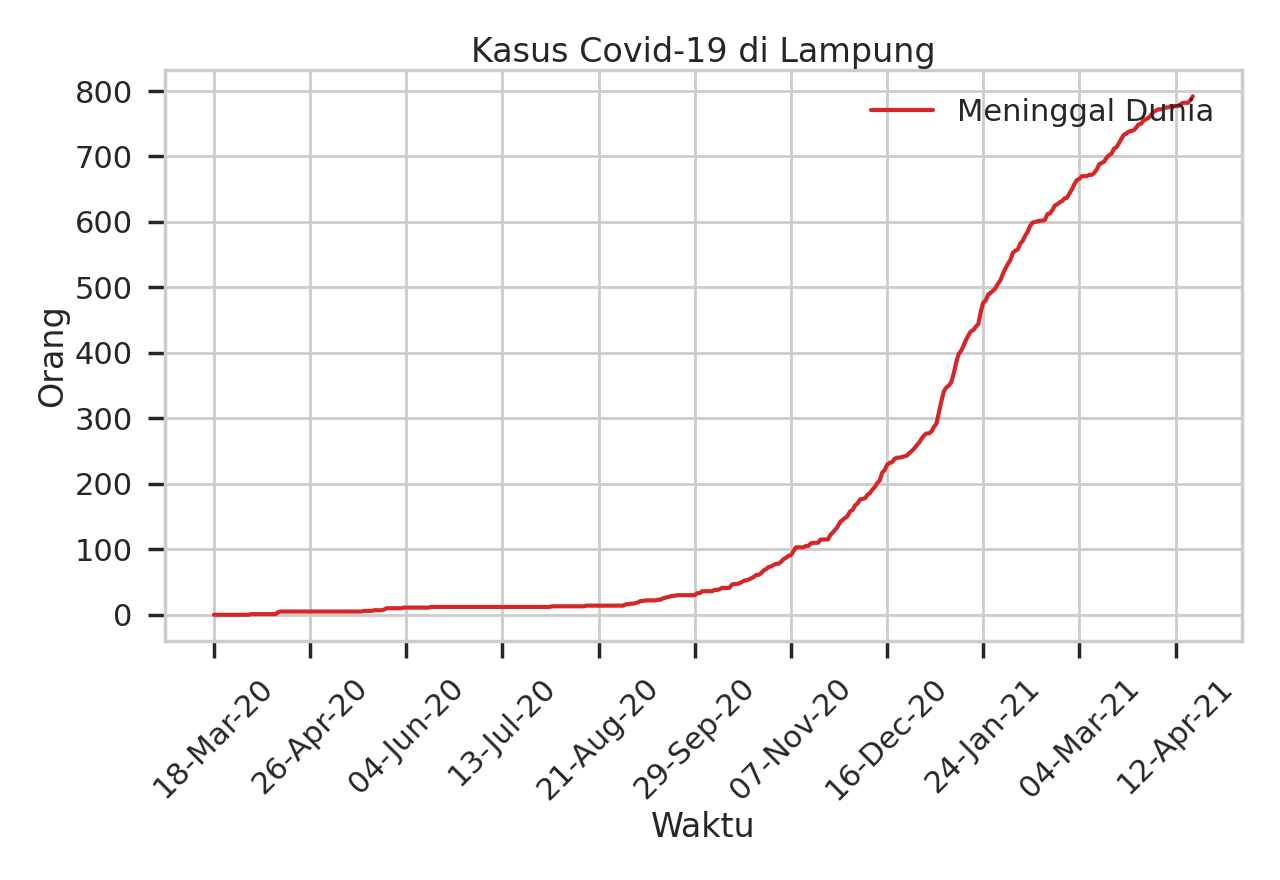 Kasus Covid-19 di Lampung
Meninggal Dunia
Orang
800
700
600
500
400
300
200
100
0
18-Mar-20
26-Apr-20
04-Jun-20
13-Jul-20
21-Aug-20
29-Sep-20
07-Nov-20
16-Dec-20
24-Jan-21
04-Mar-21
12-Apr-21
Waktu